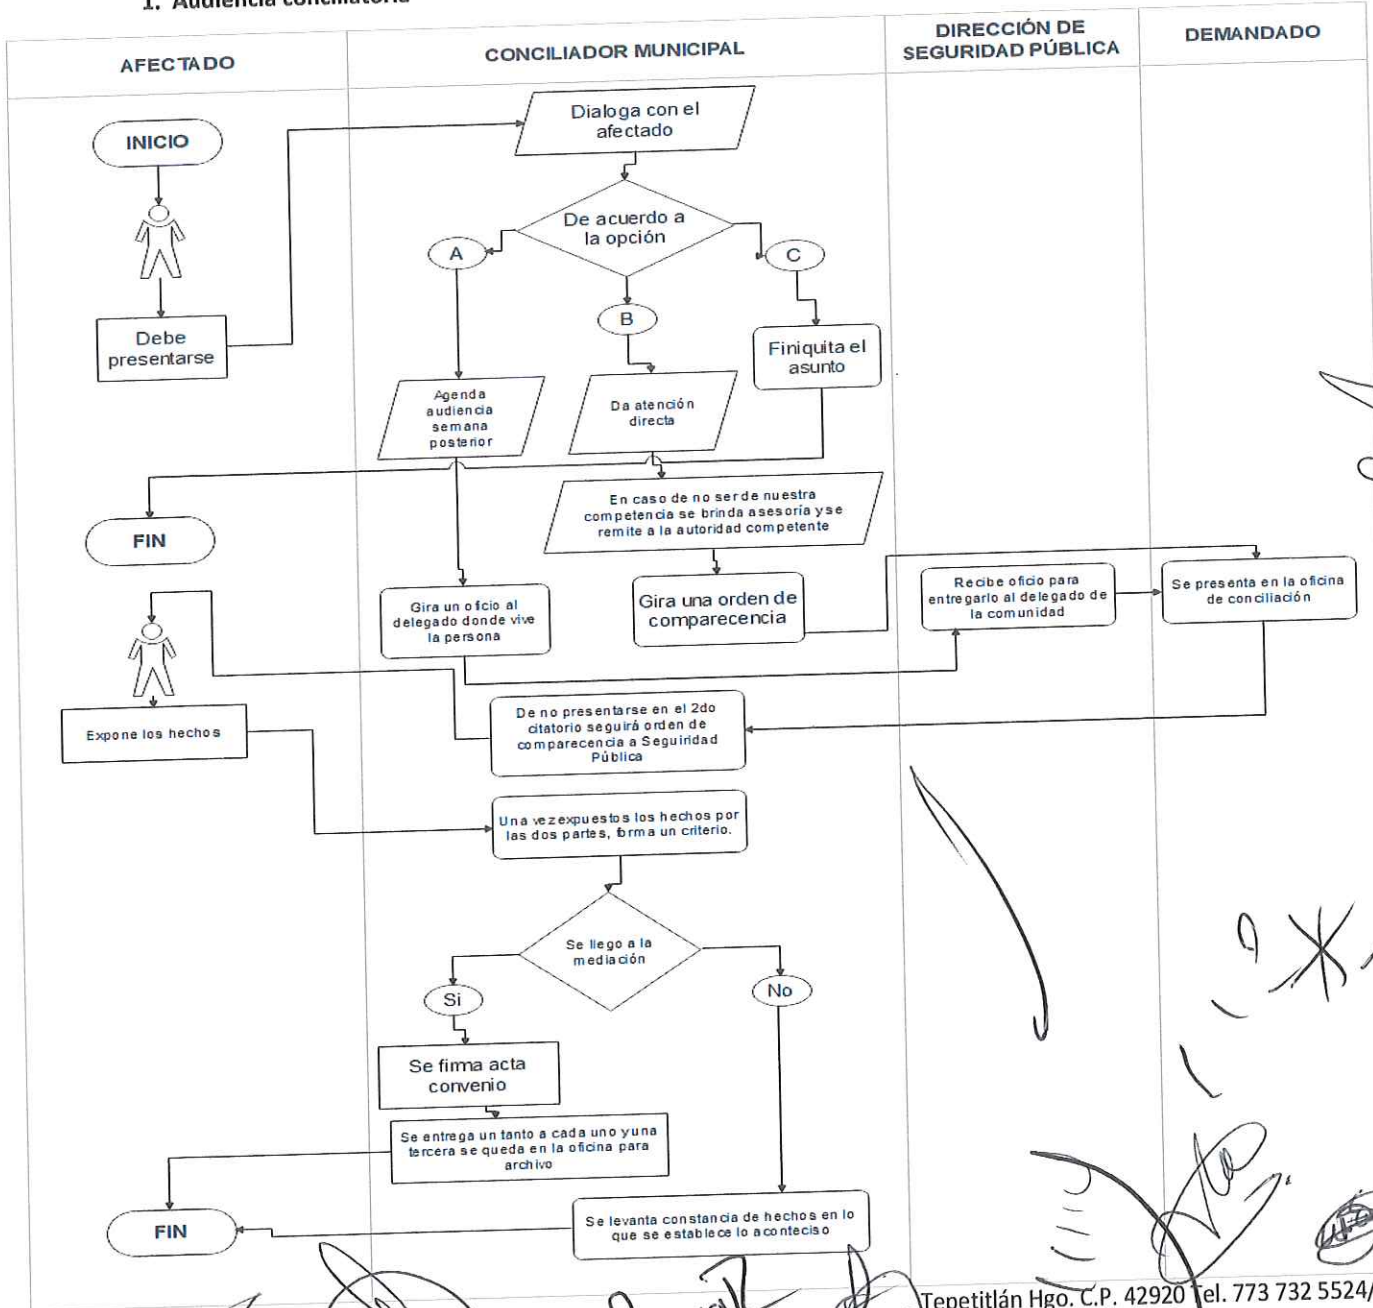 1. Audiencia conciliatoria
AFECTADO
CONCILIADOR MUNICIPAL
DIRECCIÓN DE
SEGURIDAD PÚBLICA
DEMANDADO
INICIO
Dialoga con el
afectado
De acuerdo a
la opción
A
B
C
Debe
presentarse
Finiquita el
asunto
Agenda
audiencia
semana
posterior
Da atención
directa
En caso de no ser de nuestra
competencia se brinda asesoría y se
remite a la autoridad competente
FIN
Gira un oficio al
delegado donde vive
la persona
Gira una orden de
comparecencia
Recibe oficio para
entregarlo al delegado de
la comunidad
Se presenta en la oficina
de conciliación
De no presentarse en el 2do
citatorio seguirá orden de
comparecencia a Seguridad
Pública
Expone los hechos
Una vez expuestos los hechos por
las dos partes, forma un criterio.
Se llego a la
mediación
Si
No
Se firma acta
convenio
Se entrega un tanto a cada uno y una
tercera se queda en la oficina para
archivo
FIN
Se levanta constancia de hechos en lo
que se establece lo aconteciso
Tepetitlán Hgo. C.P. 42920 Tel. 773 732 5524/